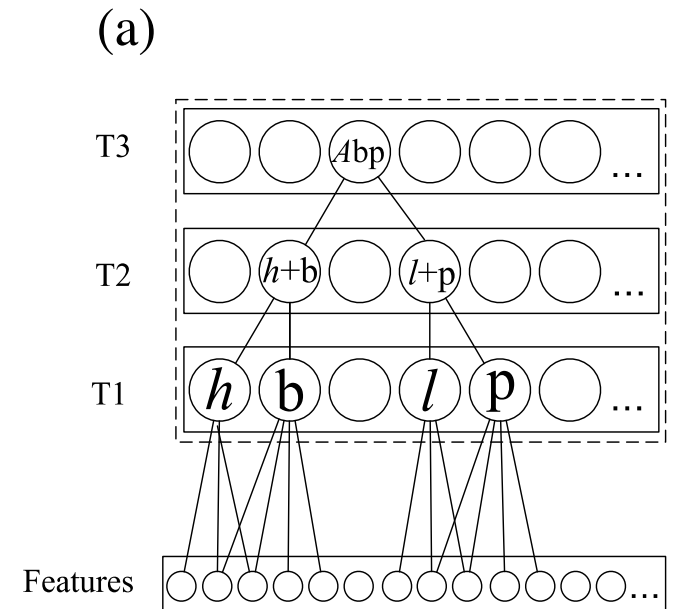 (a)
T3 Abp ...
T2 h+b l+p ...
T1 h b l p ...
Features ...